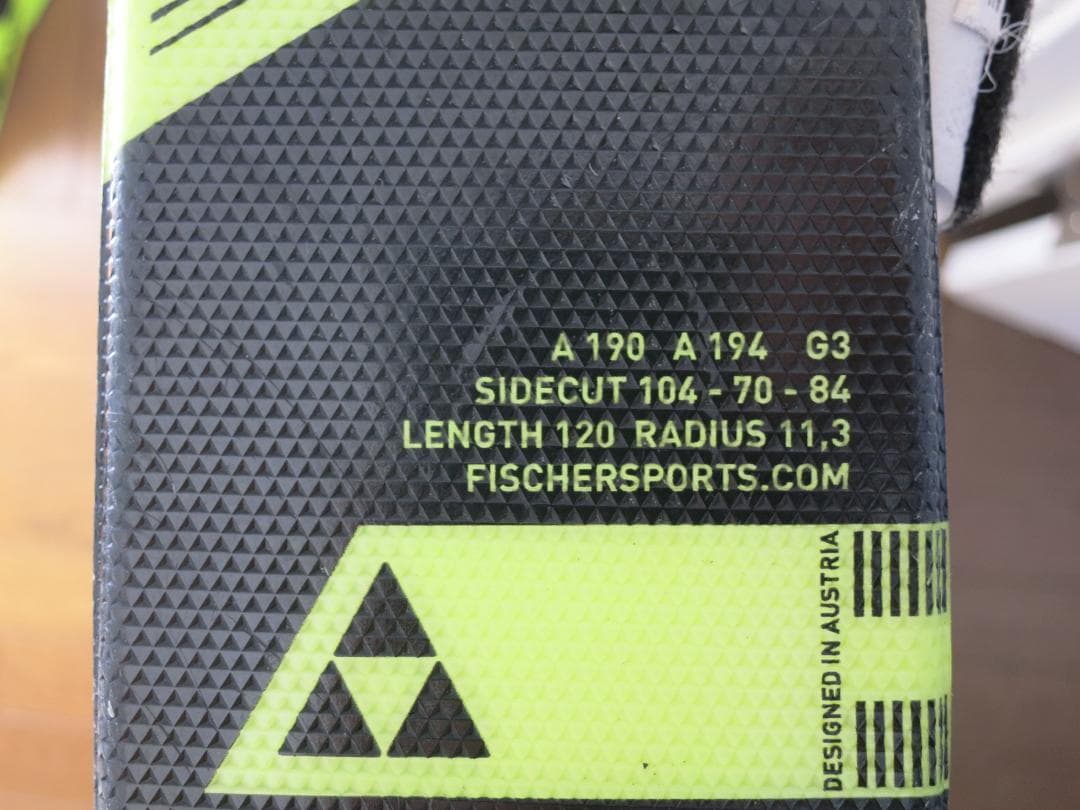 A 190 A 194 G3
SIDECUT 104 - 70 - 84
LENGTH 120 RADIUS 11,3
FISCHERSPORTS.COM
DESIGNED IN AUSTRIA